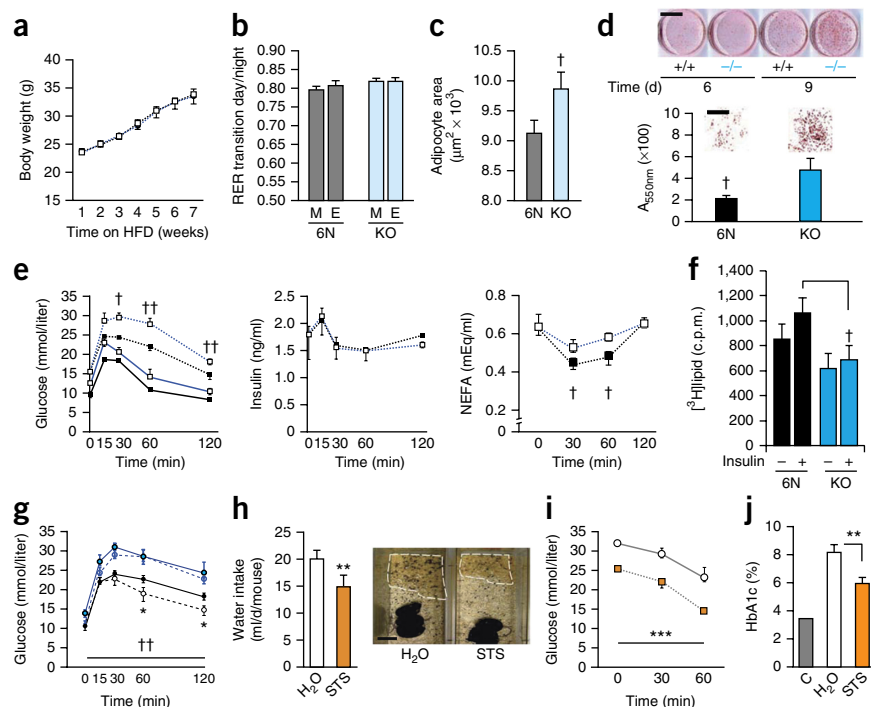 a
Body weight (g)
40
35
30
25
20
15
1 2 3 4 5 6 7
Time on HFD (weeks)
b
RER transition day/night
0.90
0.85
0.80
0.75
0.70
0.65
0.60
0.55
0.50
M E M E
6N KO
c
Adipocyte area
(μm² × 10³)
10.5
10.0
9.5
9.0
8.5
8.0
†
6N KO
d
+/+ −/− +/+ −/−
Time (d) 6 9
A550nm (×100)
10
8
6
4
2
0
†
6N KO
e
Glucose (mmol/liter)
35
30
25
20
15
10
5
0
† †† ††
0 15 30 60 120
Time (min)
Insulin (ng/ml)
2.5
2.0
1.5
1.0
0.5
0
0 15 30 60 120
Time (min)
NEFA (mEq/ml)
0.8
0.6
0.4
0.2
† †
0 30 60 120
Time (min)
f
[³H]lipid (c.p.m.)
1,400
1,200
1,000
800
600
400
200
0
†
Insulin − + − +
6N KO
g
Glucose (mmol/liter)
35
30
25
20
15
10
5
0
* *
††
0 15 30 60 120
Time (min)
h
Water intake
(ml/d/mouse)
25
20
15
10
5
0
**
H₂O STS
H₂O STS
i
Glucose (mmol/liter)
35
30
25
20
15
10
5
0
***
0 30 60
Time (min)
j
HbA1c (%)
10
8
6
4
2
0
**
C H₂O STS